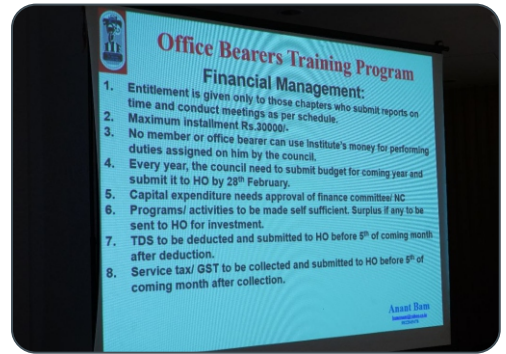 Office Bearers Training Program
Financial Management:
1. Entitlement is given only to those chapters who submit reports on
time and conduct meetings as per schedule.
2. Maximum installment Rs.30000/-
3. No member or office bearer can use Institute's money for performing
duties assigned on him by the council.
4. Every year, the council need to submit budget for coming year and
submit it to HO by 28th February.
5. Capital expenditure needs approval of finance committee/ NC
6. Programs/ activities to be made self sufficient. Surplus if any to be
sent to HO for investment.
7. TDS to be deducted and submitted to HO before 5th of coming month
after deduction.
8. Service tax/ GST to be collected and submitted to HO before 5th of
coming month after collection.
Anant Bam